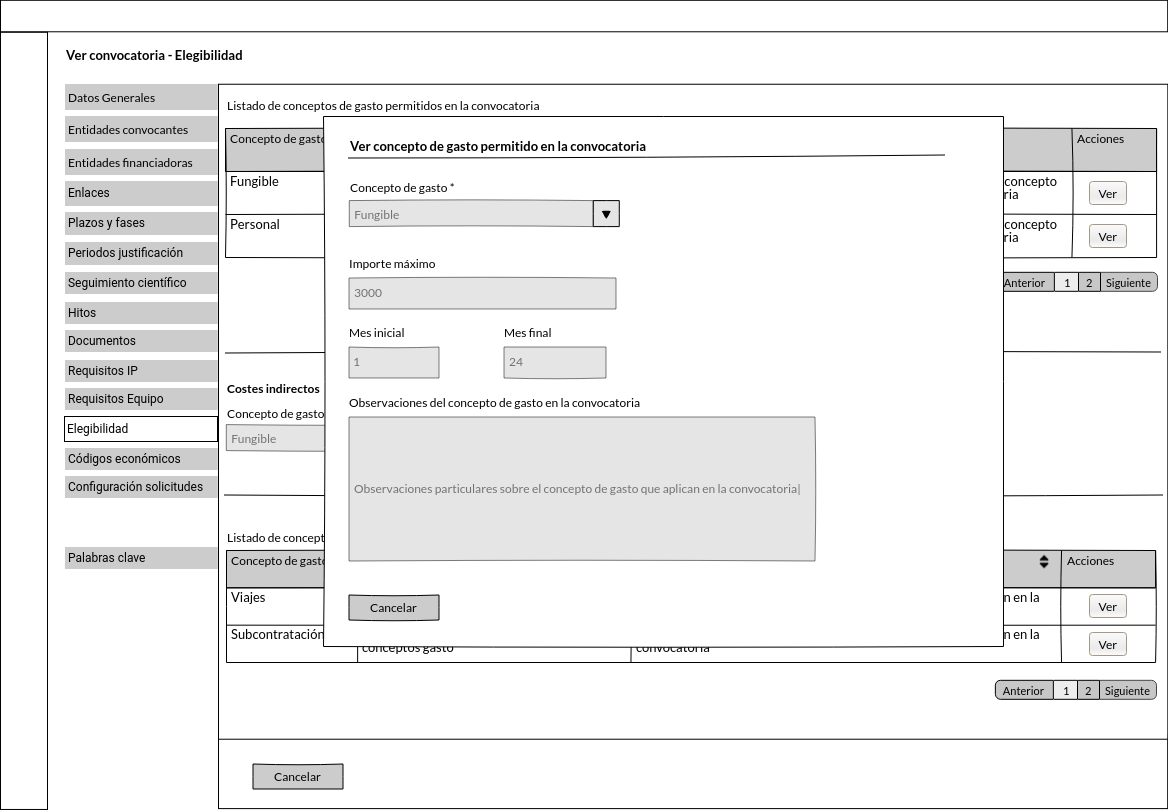 Ver convocatoria - Elegibilidad
Datos Generales
Entidades convocantes
Entidades financiadoras
Enlaces
Plazos y fases
Periodos justificación
Seguimiento científico
Hitos
Documentos
Requisitos IP
Requisitos Equipo
Elegibilidad
Códigos económicos
Configuración solicitudes
Palabras clave
Listado de conceptos de gasto permitidos en la convocatoria
Concepto de gasto
Acciones
Fungible
concepto
Ver
Personal
concepto
Ver
Anterior 1 2 Siguiente
Ver concepto de gasto permitido en la convocatoria
Concepto de gasto *
Fungible
Importe máximo
3000
Mes inicial
Mes final
1
24
Observaciones del concepto de gasto en la convocatoria
Observaciones particulares sobre el concepto de gasto que aplican en la convocatoria|
Cancelar
Costes indirectos
Concepto de gasto
Fungible
Listado de concept
Concepto de gasto
Acciones
Viajes
n en la
Ver
Subcontratación
conceptos gasto
convocatoria
n en la
Ver
Anterior 1 2 Siguiente
Cancelar